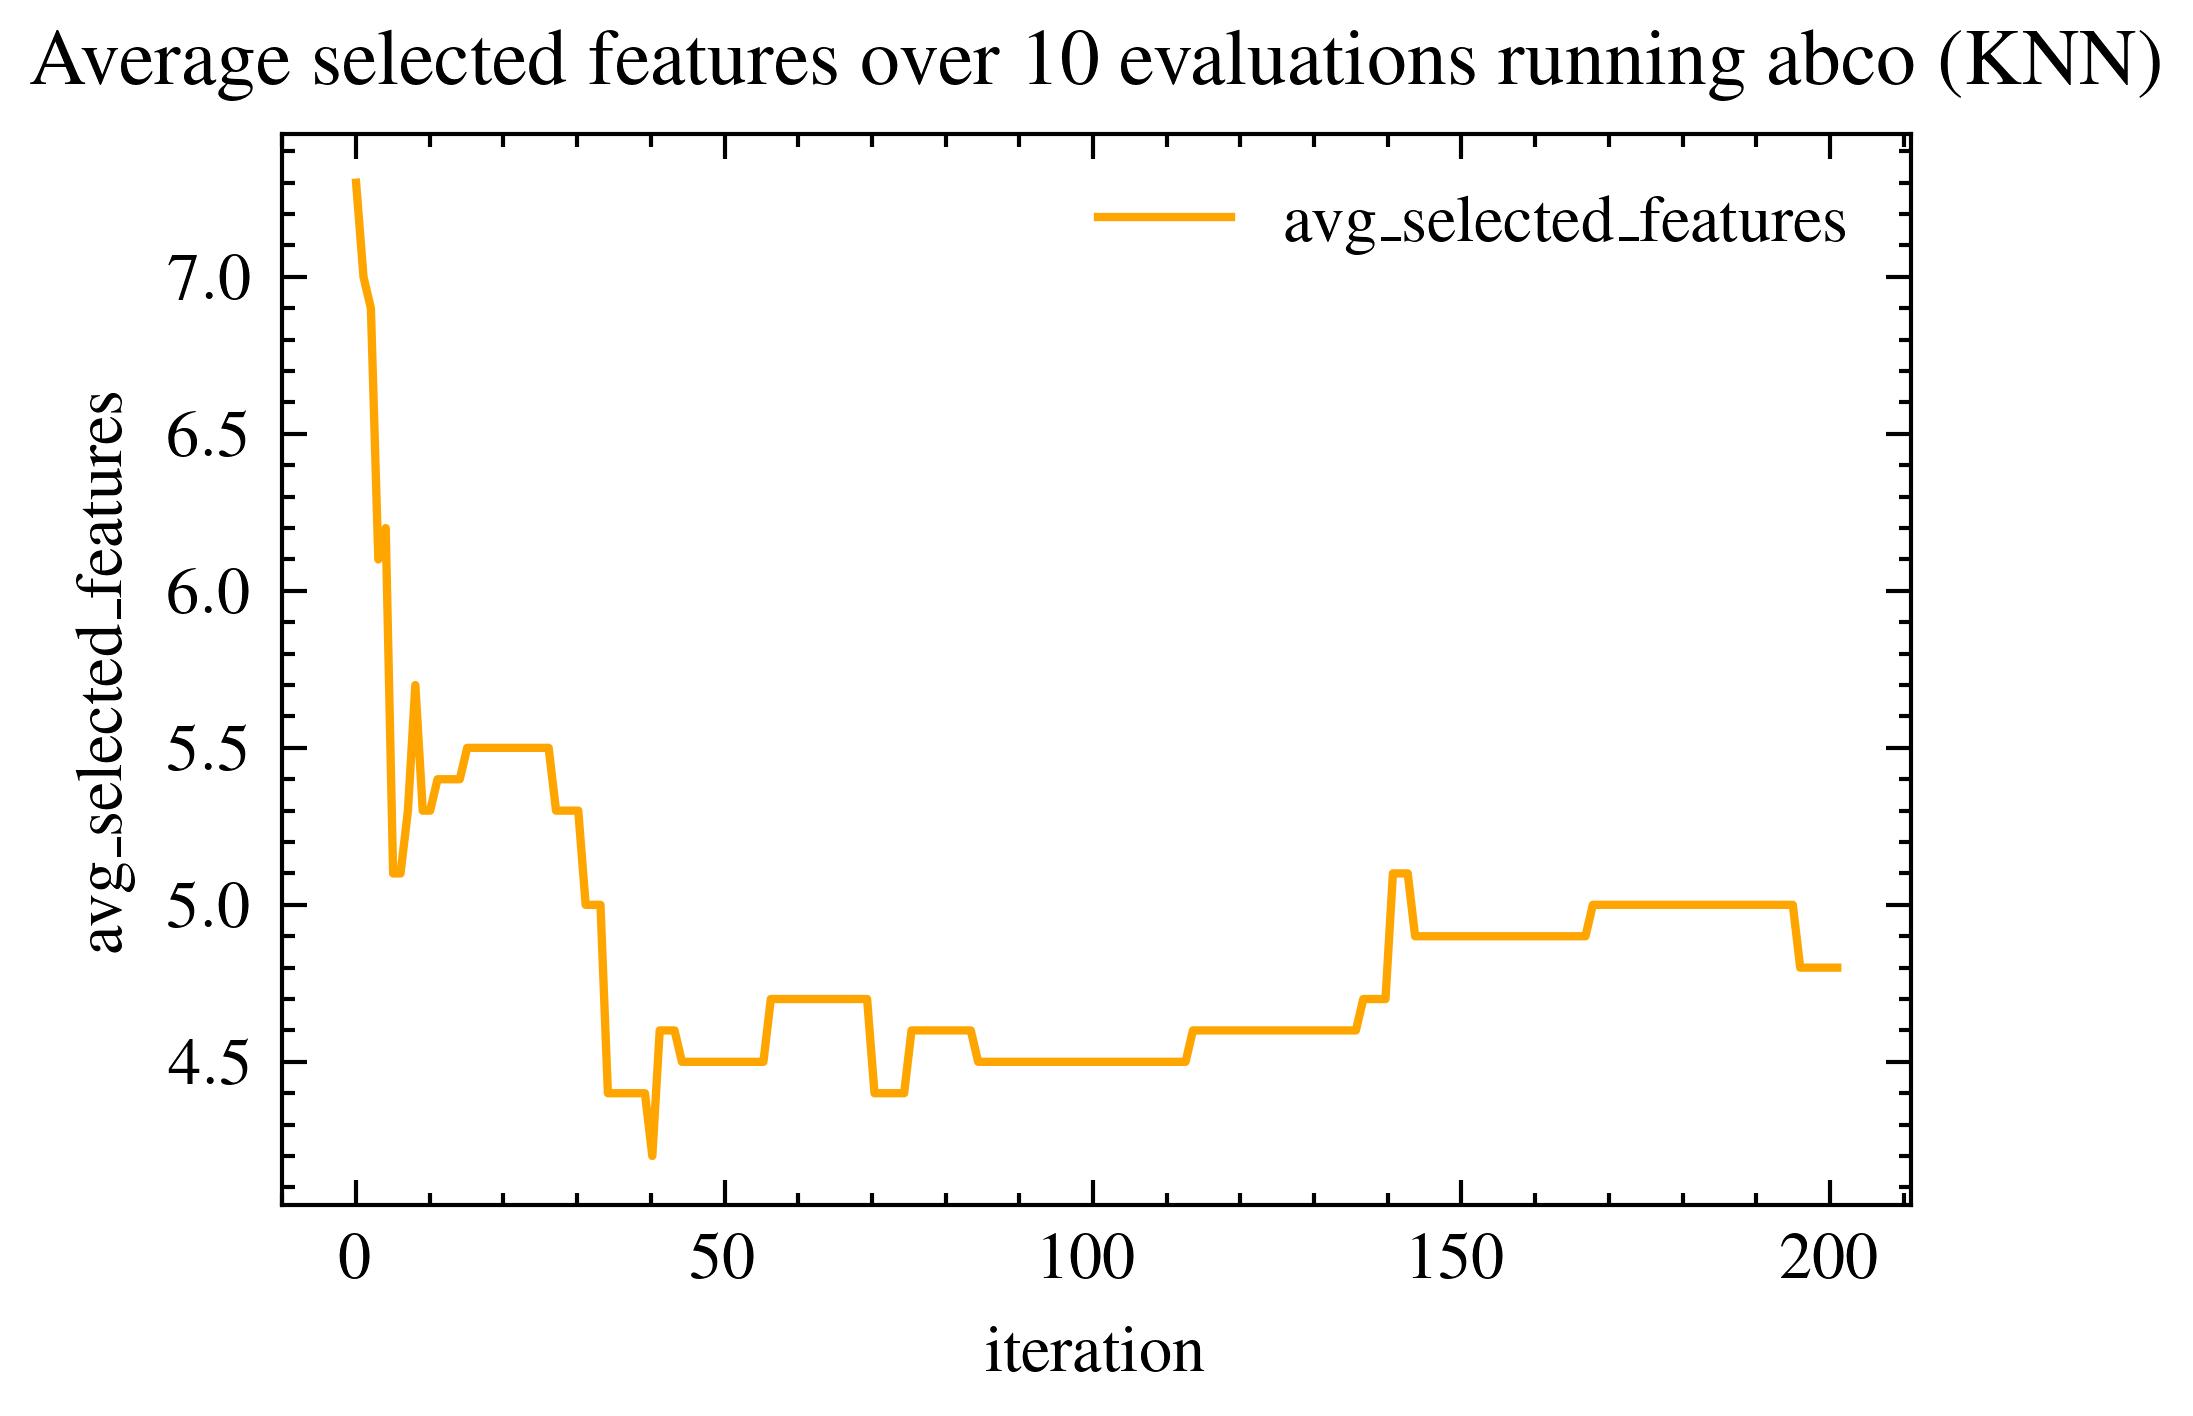 Average selected features over 10 evaluations running abco (KNN)
avg_selected_features
7.0
6.5
6.0
5.5
5.0
4.5
avg_selected_features
0 50 100 150 200
iteration